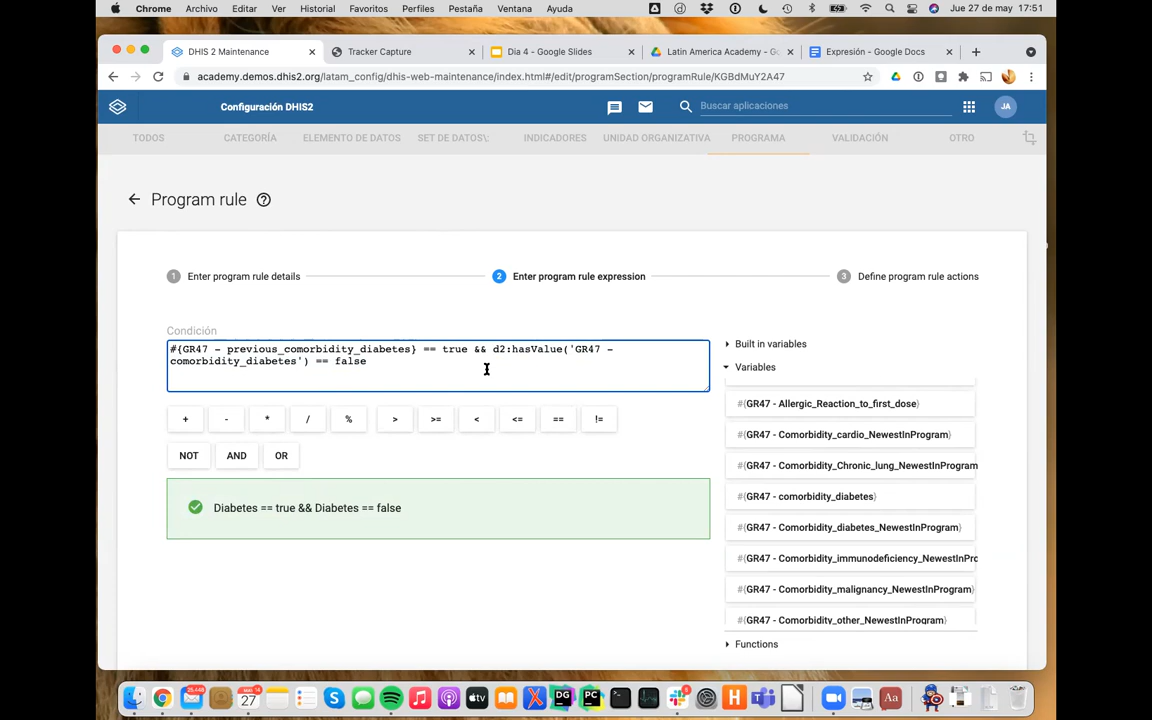 Chrome Archivo Editar Ver Historial Favoritos Perfiles Pestaña Ventana Ayuda Jue 27 de may 17:51
DHIS 2 Maintenance Tracker Capture Dia 4 - Google Slides Latin America Academy - Go Expresión - Google Docs
academy.demos.dhis2.org/latam_config/dhis-web-maintenance/index.html#/edit/programSection/programRule/KGBdMuY2A47
Configuración DHIS2 Buscar aplicaciones JA
TODOS CATEGORÍA ELEMENTO DE DATOS SET DE DATOS\: INDICADORES UNIDAD ORGANIZATIVA PROGRAMA VALIDACIÓN OTRO
Program rule
1 Enter program rule details 2 Enter program rule expression 3 Define program rule actions
Condición
#{GR47 - previous_comorbidity_diabetes} == true && d2:hasValue('GR47 -
comorbidity_diabetes') == false
+ - * / % > >= < <= == !=
NOT AND OR
Diabetes == true && Diabetes == false
Built in variables
Variables
#{GR47 - Allergic_Reaction_to_first_dose}
#{GR47 - Comorbidity_cardio_NewestInProgram}
#{GR47 - Comorbidity_Chronic_lung_NewestInProgram
#{GR47 - comorbidity_diabetes}
#{GR47 - Comorbidity_diabetes_NewestInProgram}
#{GR47 - Comorbidity_immunodeficiency_NewestInPro
#{GR47 - Comorbidity_malignancy_NewestInProgram}
#{GR47 - Comorbidity_other_NewestInProgram}
Functions